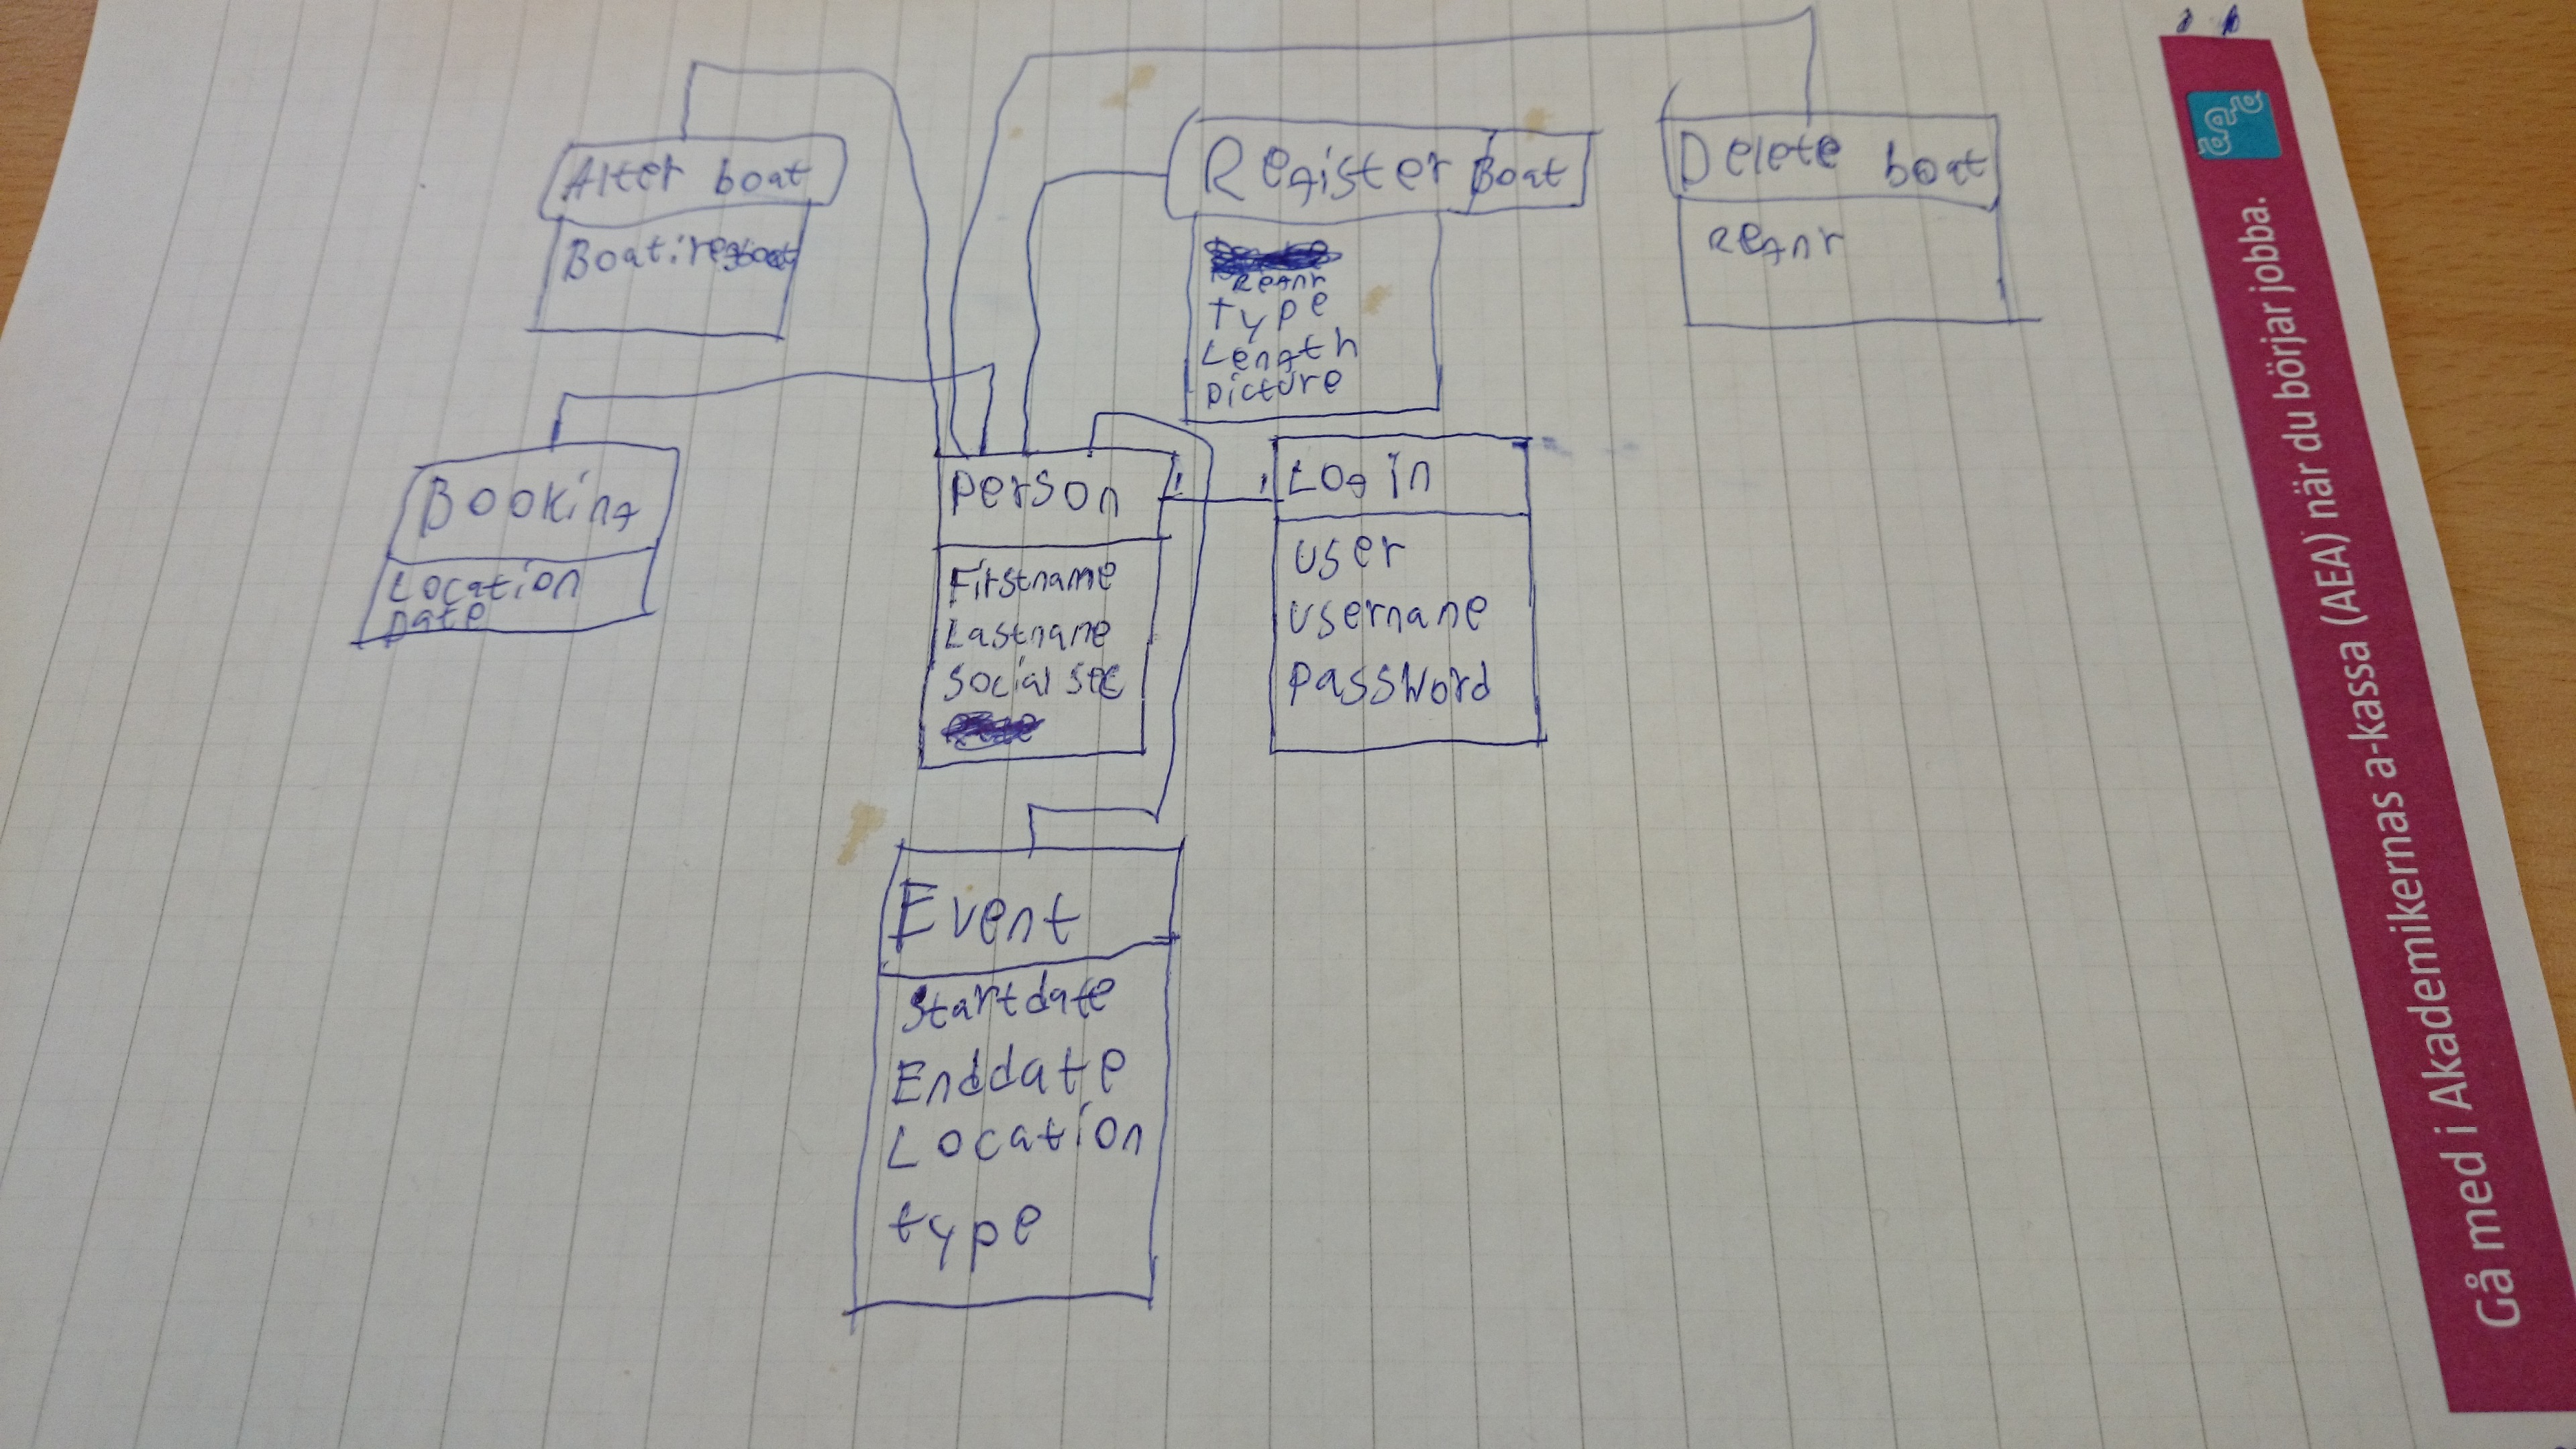 Alter boat
Register Boat
Delete boat
Regnr
Regnr
Type
Length
Picture
Booking
Location
Date
Person
Firstname
Lastname
Social sec
1
1
Log in
User
Username
Password
Event
Startdate
Enddate
Location
type
Gå med i Akademikernas a-kassa (AEA) när du börjar jobba.